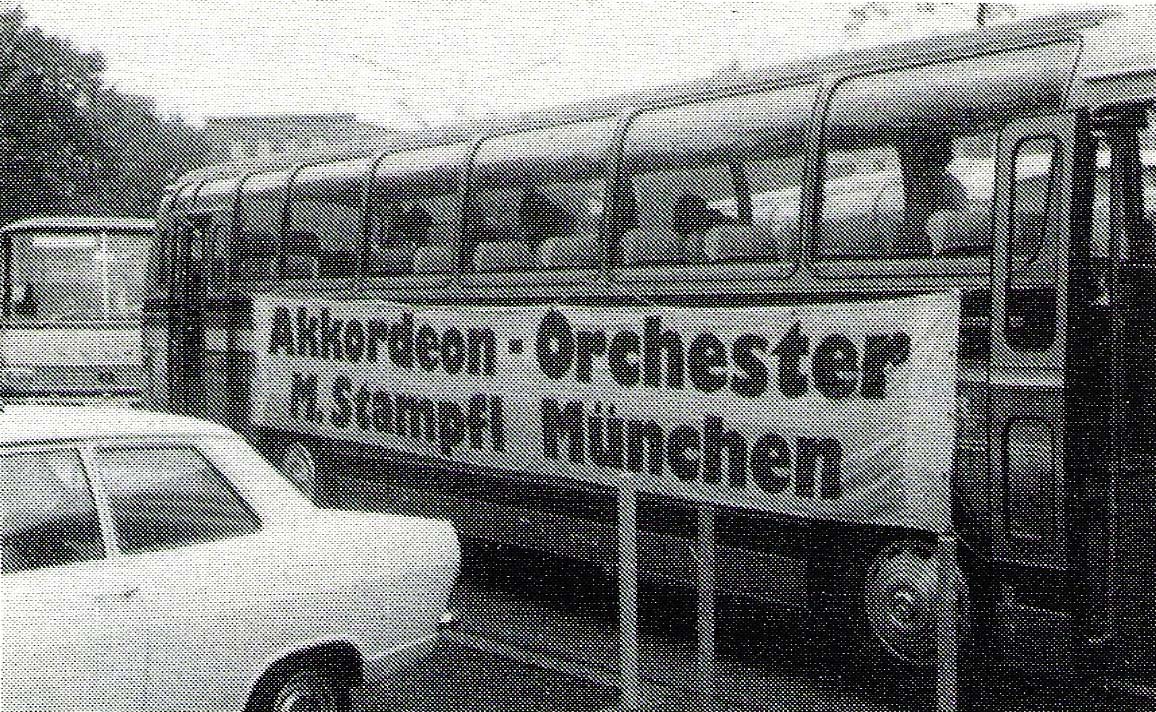 Akkordeon - Orchester
M. Stampfl München